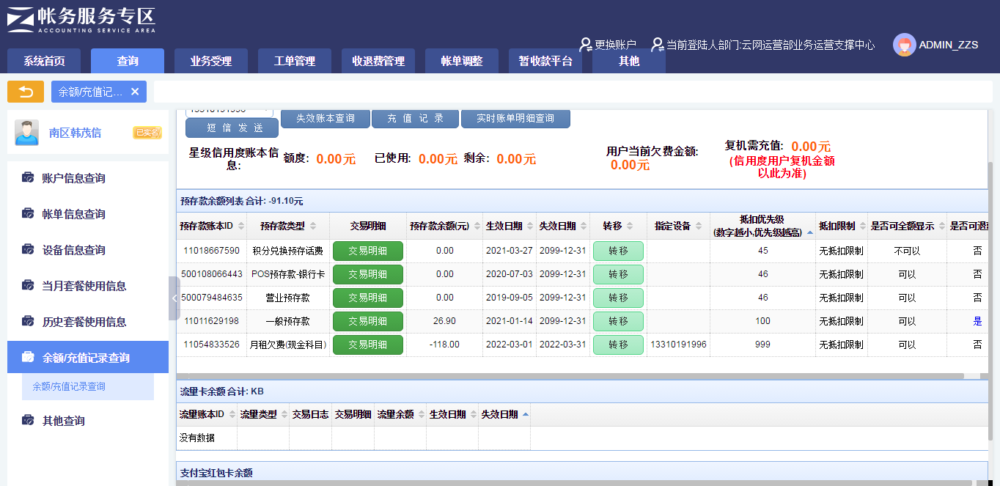 帐务服务专区
ACCOUNTING SERVICE AREA
更换账户
当前登陆人部门:云网运营部业务运营支撑中心
ADMIN_ZZS
系统首页
查询
业务受理
工单管理
收退费管理
帐单调整
暂收款平台
其他
余额/充值记...
南区韩茂信
已实名
账户信息查询
帐单信息查询
设备信息查询
当月套餐使用信息
历史套餐使用信息
余额/充值记录查询
余额/充值记录查询
其他查询
失效账本查询
充 值 记 录
实时账单明细查询
短 信 发 送
星级信用度账本信
息:
额度: 0.00元
已使用: 0.00元
剩余: 0.00元
用户当前欠费金额:
0.00元
复机需充值: 0.00元
(信用度用户复机金额
以此为准)
预存款余额列表 合计: -91.10元
预存款账本ID 预存款类型 交易明细 预存款余额(元) 生效日期 失效日期 转移 指定设备 抵扣优先级
(数字越小,优先级越高) 抵扣限制 是否可全额显示 是否可退
11018667590 积分兑换预存话费 交易明细 0.00 2021-03-27 2099-12-31 转移 45 无抵扣限制 不可以 否
500108066443 POS预存款-银行卡 交易明细 0.00 2020-07-03 2099-12-31 转移 46 无抵扣限制 可以 否
500079484635 营业预存款 交易明细 0.00 2019-09-05 2099-12-31 转移 46 无抵扣限制 可以 否
11011629198 一般预存款 交易明细 26.90 2021-01-14 2099-12-31 转移 100 无抵扣限制 可以 是
11054833526 月租欠费(现金科目) 交易明细 -118.00 2022-03-01 2022-03-31 转移 13310191996 999 无抵扣限制 可以 否
流量卡余额 合计: KB
流量账本ID 流量类型 交易日志 交易明细 流量余额 生效日期 失效日期
没有数据
支付宝红包卡余额